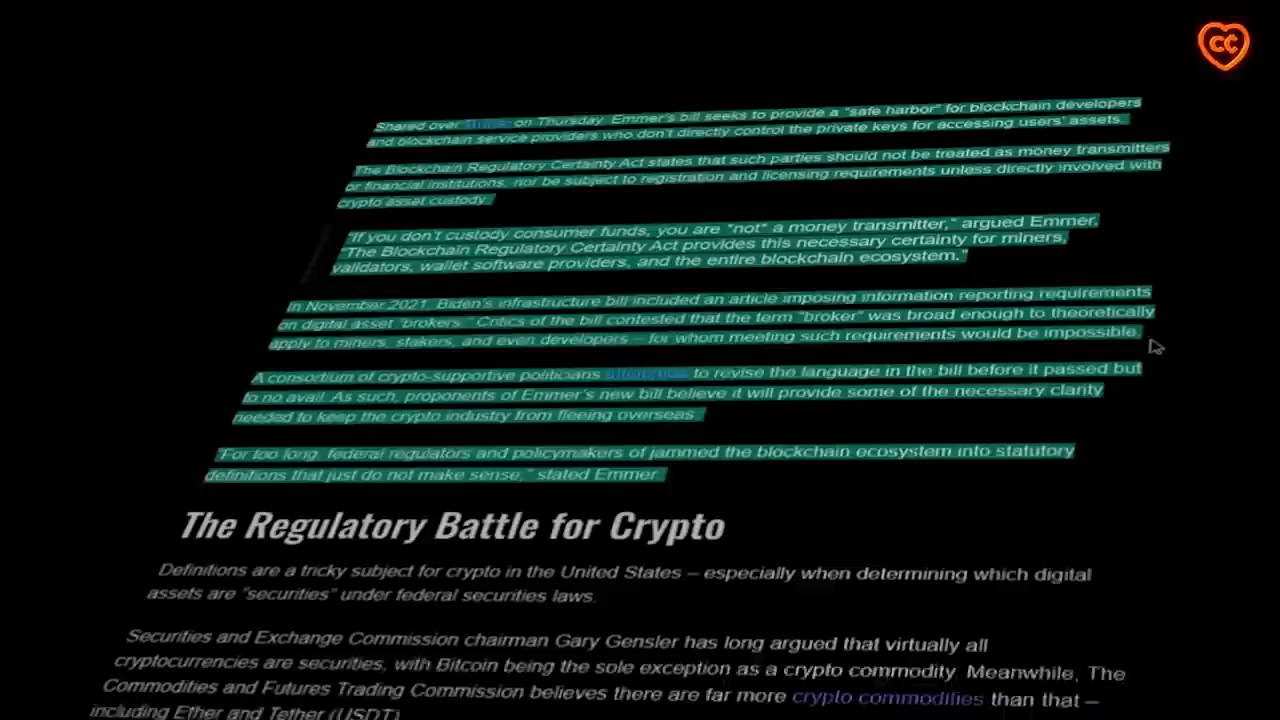 CC
Shared over on Thursday, Emmer's bill seeks to provide a "safe harbor" for blockchain developers
and blockchain service providers who don't directly control the private keys for accessing users' assets.
The Blockchain Regulatory Certainty Act states that such parties should not be treated as money transmitters
or financial institutions, nor be subject to registration and licensing requirements unless directly involved with
crypto asset custody.
"If you don't custody consumer funds, you are *not* a money transmitter," argued Emmer.
"The Blockchain Regulatory Certainty Act provides this necessary certainty for miners,
validators, wallet software providers, and the entire blockchain ecosystem."
In November 2021, Biden's infrastructure bill included an article imposing information reporting requirements
on digital asset "brokers." Critics of the bill contested that the term "broker" was broad enough to theoretically
apply to miners, stakers, and even developers – for whom meeting such requirements would be impossible.
A consortium of crypto-supportive politicians to revise the language in the bill before it passed but
to no avail. As such, proponents of Emmer's new bill believe it will provide some of the necessary clarity
needed to keep the crypto industry from fleeing overseas.
"For too long, federal regulators and policymakers of jammed the blockchain ecosystem into statutory
definitions that just do not make sense," stated Emmer.
The Regulatory Battle for Crypto
Definitions are a tricky subject for crypto in the United States – especially when determining which digital
assets are "securities" under federal securities laws.
Securities and Exchange Commission chairman Gary Gensler has long argued that virtually all
cryptocurrencies are securities, with Bitcoin being the sole exception as a crypto commodity. Meanwhile, The
Commodities and Futures Trading Commission believes there are far more crypto commodities than that –
including Ether and Tether (USDT).